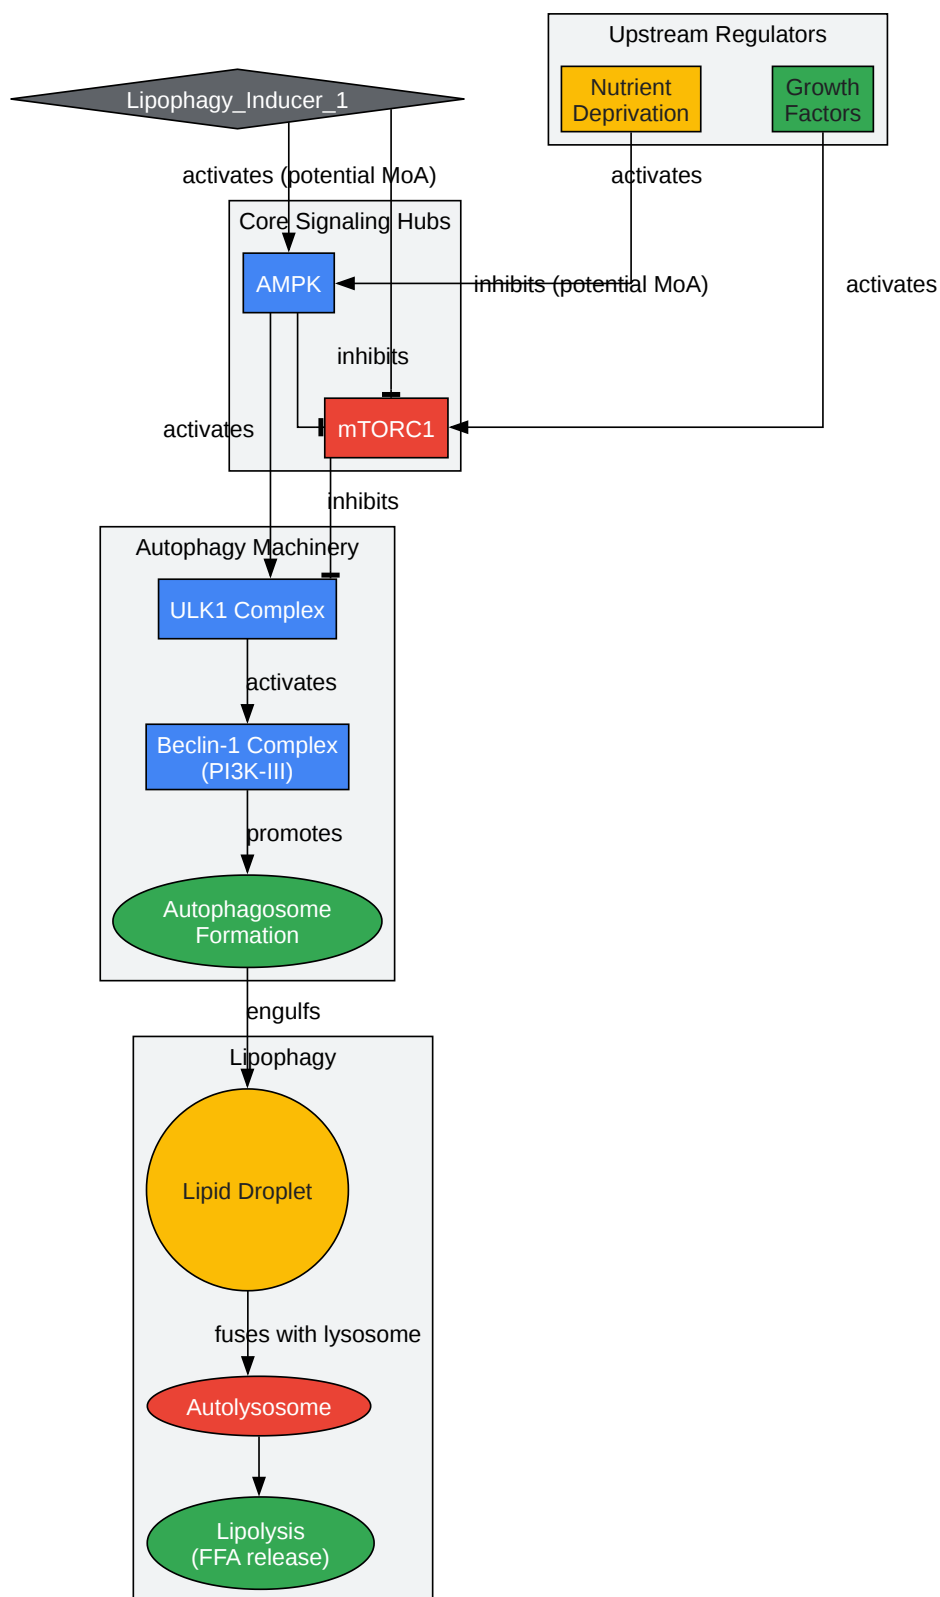 Upstream Regulators
Lipophagy_Inducer_1
Nutrient
Deprivation
Growth
Factors
activates (potential MoA)
activates
Core Signaling Hubs
AMPK
inhibits (potential MoA)
activates
inhibits
activates
mTORC1
inhibits
Autophagy Machinery
ULK1 Complex
activates
Beclin-1 Complex
(PI3K-III)
promotes
Autophagosome
Formation
engulfs
Lipophagy
Lipid Droplet
fuses with lysosome
Autolysosome
Lipolysis
(FFA release)